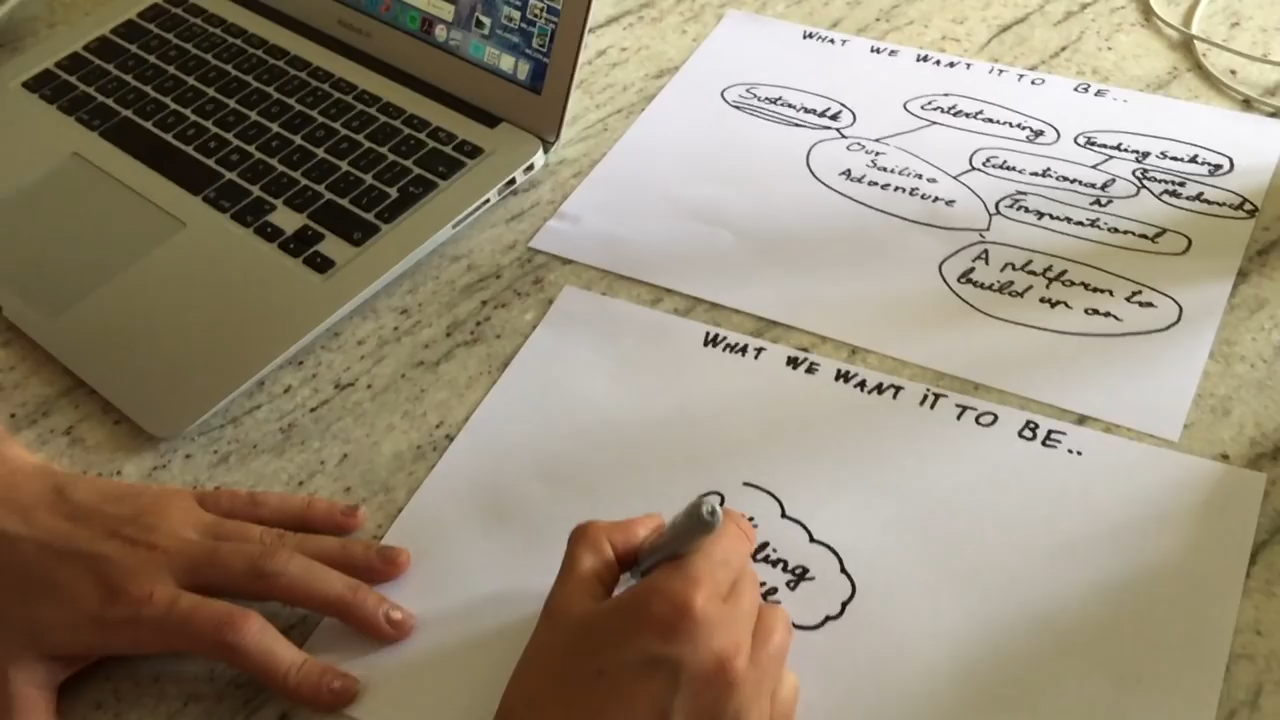 WHAT WE WANT IT TO BE..
Sustainable
Entertaining
Teaching Sailing
Our
Sailing
Adventure
Educational
Some
Mechanics
Inspirational
A platform to
build up on
WHAT WE WANT IT TO BE..
ling